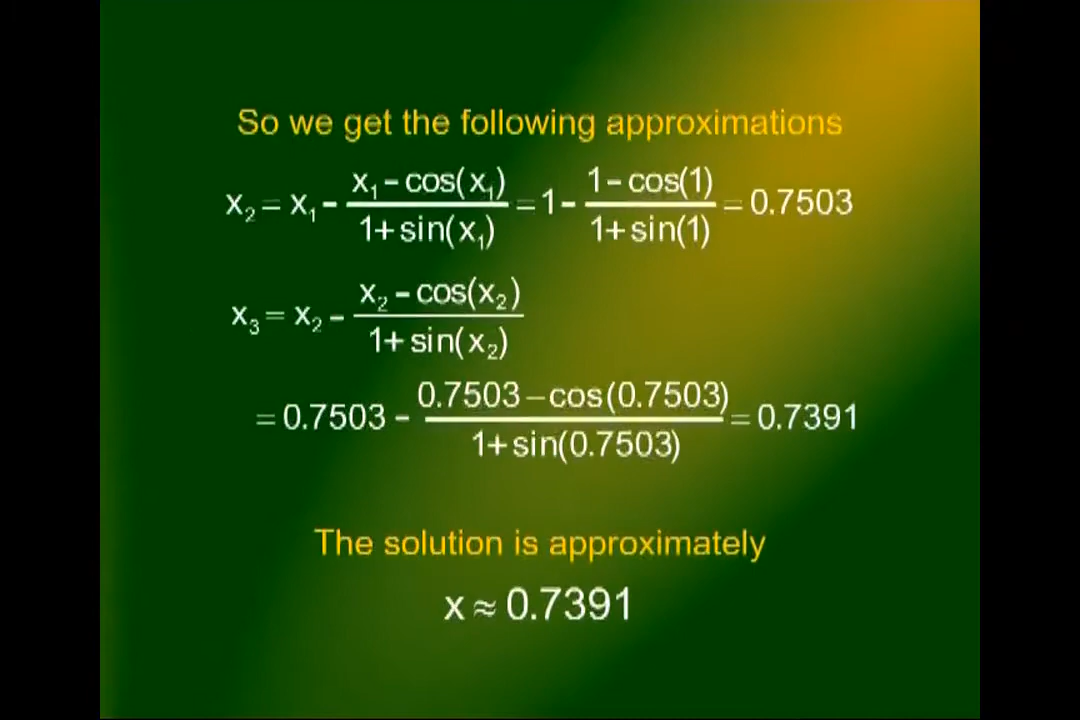 So we get the following approximations
x₂ = x₁ - (x₁ - cos(x₁))/(1+ sin(x₁)) = 1 - (1 - cos(1))/(1+ sin(1)) = 0.7503
x₃ = x₂ - (x₂ - cos(x₂))/(1+ sin(x₂))
= 0.7503 - (0.7503 - cos(0.7503))/(1+ sin(0.7503)) = 0.7391
The solution is approximately
x ≈ 0.7391